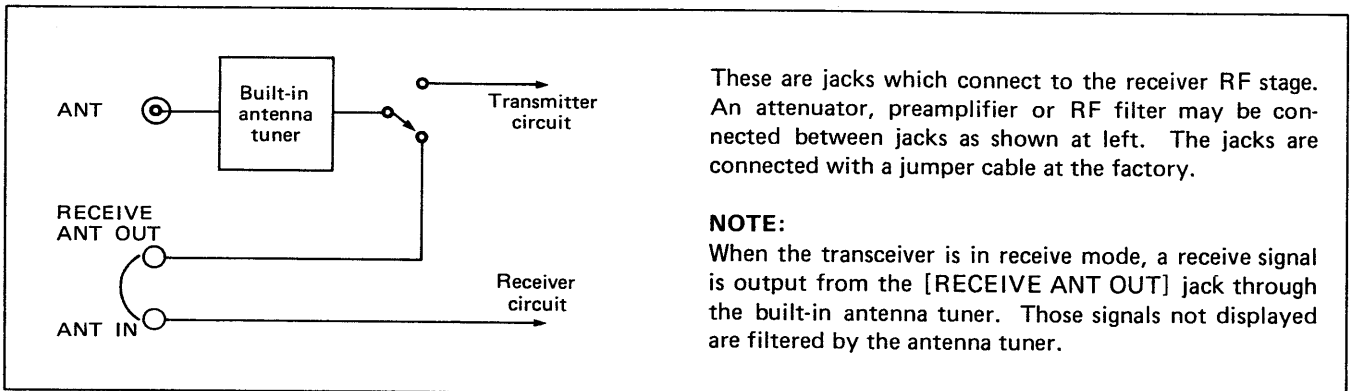 ANT
Built-in
antenna
tuner
Transmitter
circuit
RECEIVE
ANT OUT
Receiver
circuit
ANT IN
These are jacks which connect to the receiver RF stage.
An attenuator, preamplifier or RF filter may be con-
nected between jacks as shown at left. The jacks are
connected with a jumper cable at the factory.
NOTE:
When the transceiver is in receive mode, a receive signal
is output from the [RECEIVE ANT OUT] jack through
the built-in antenna tuner. Those signals not displayed
are filtered by the antenna tuner.